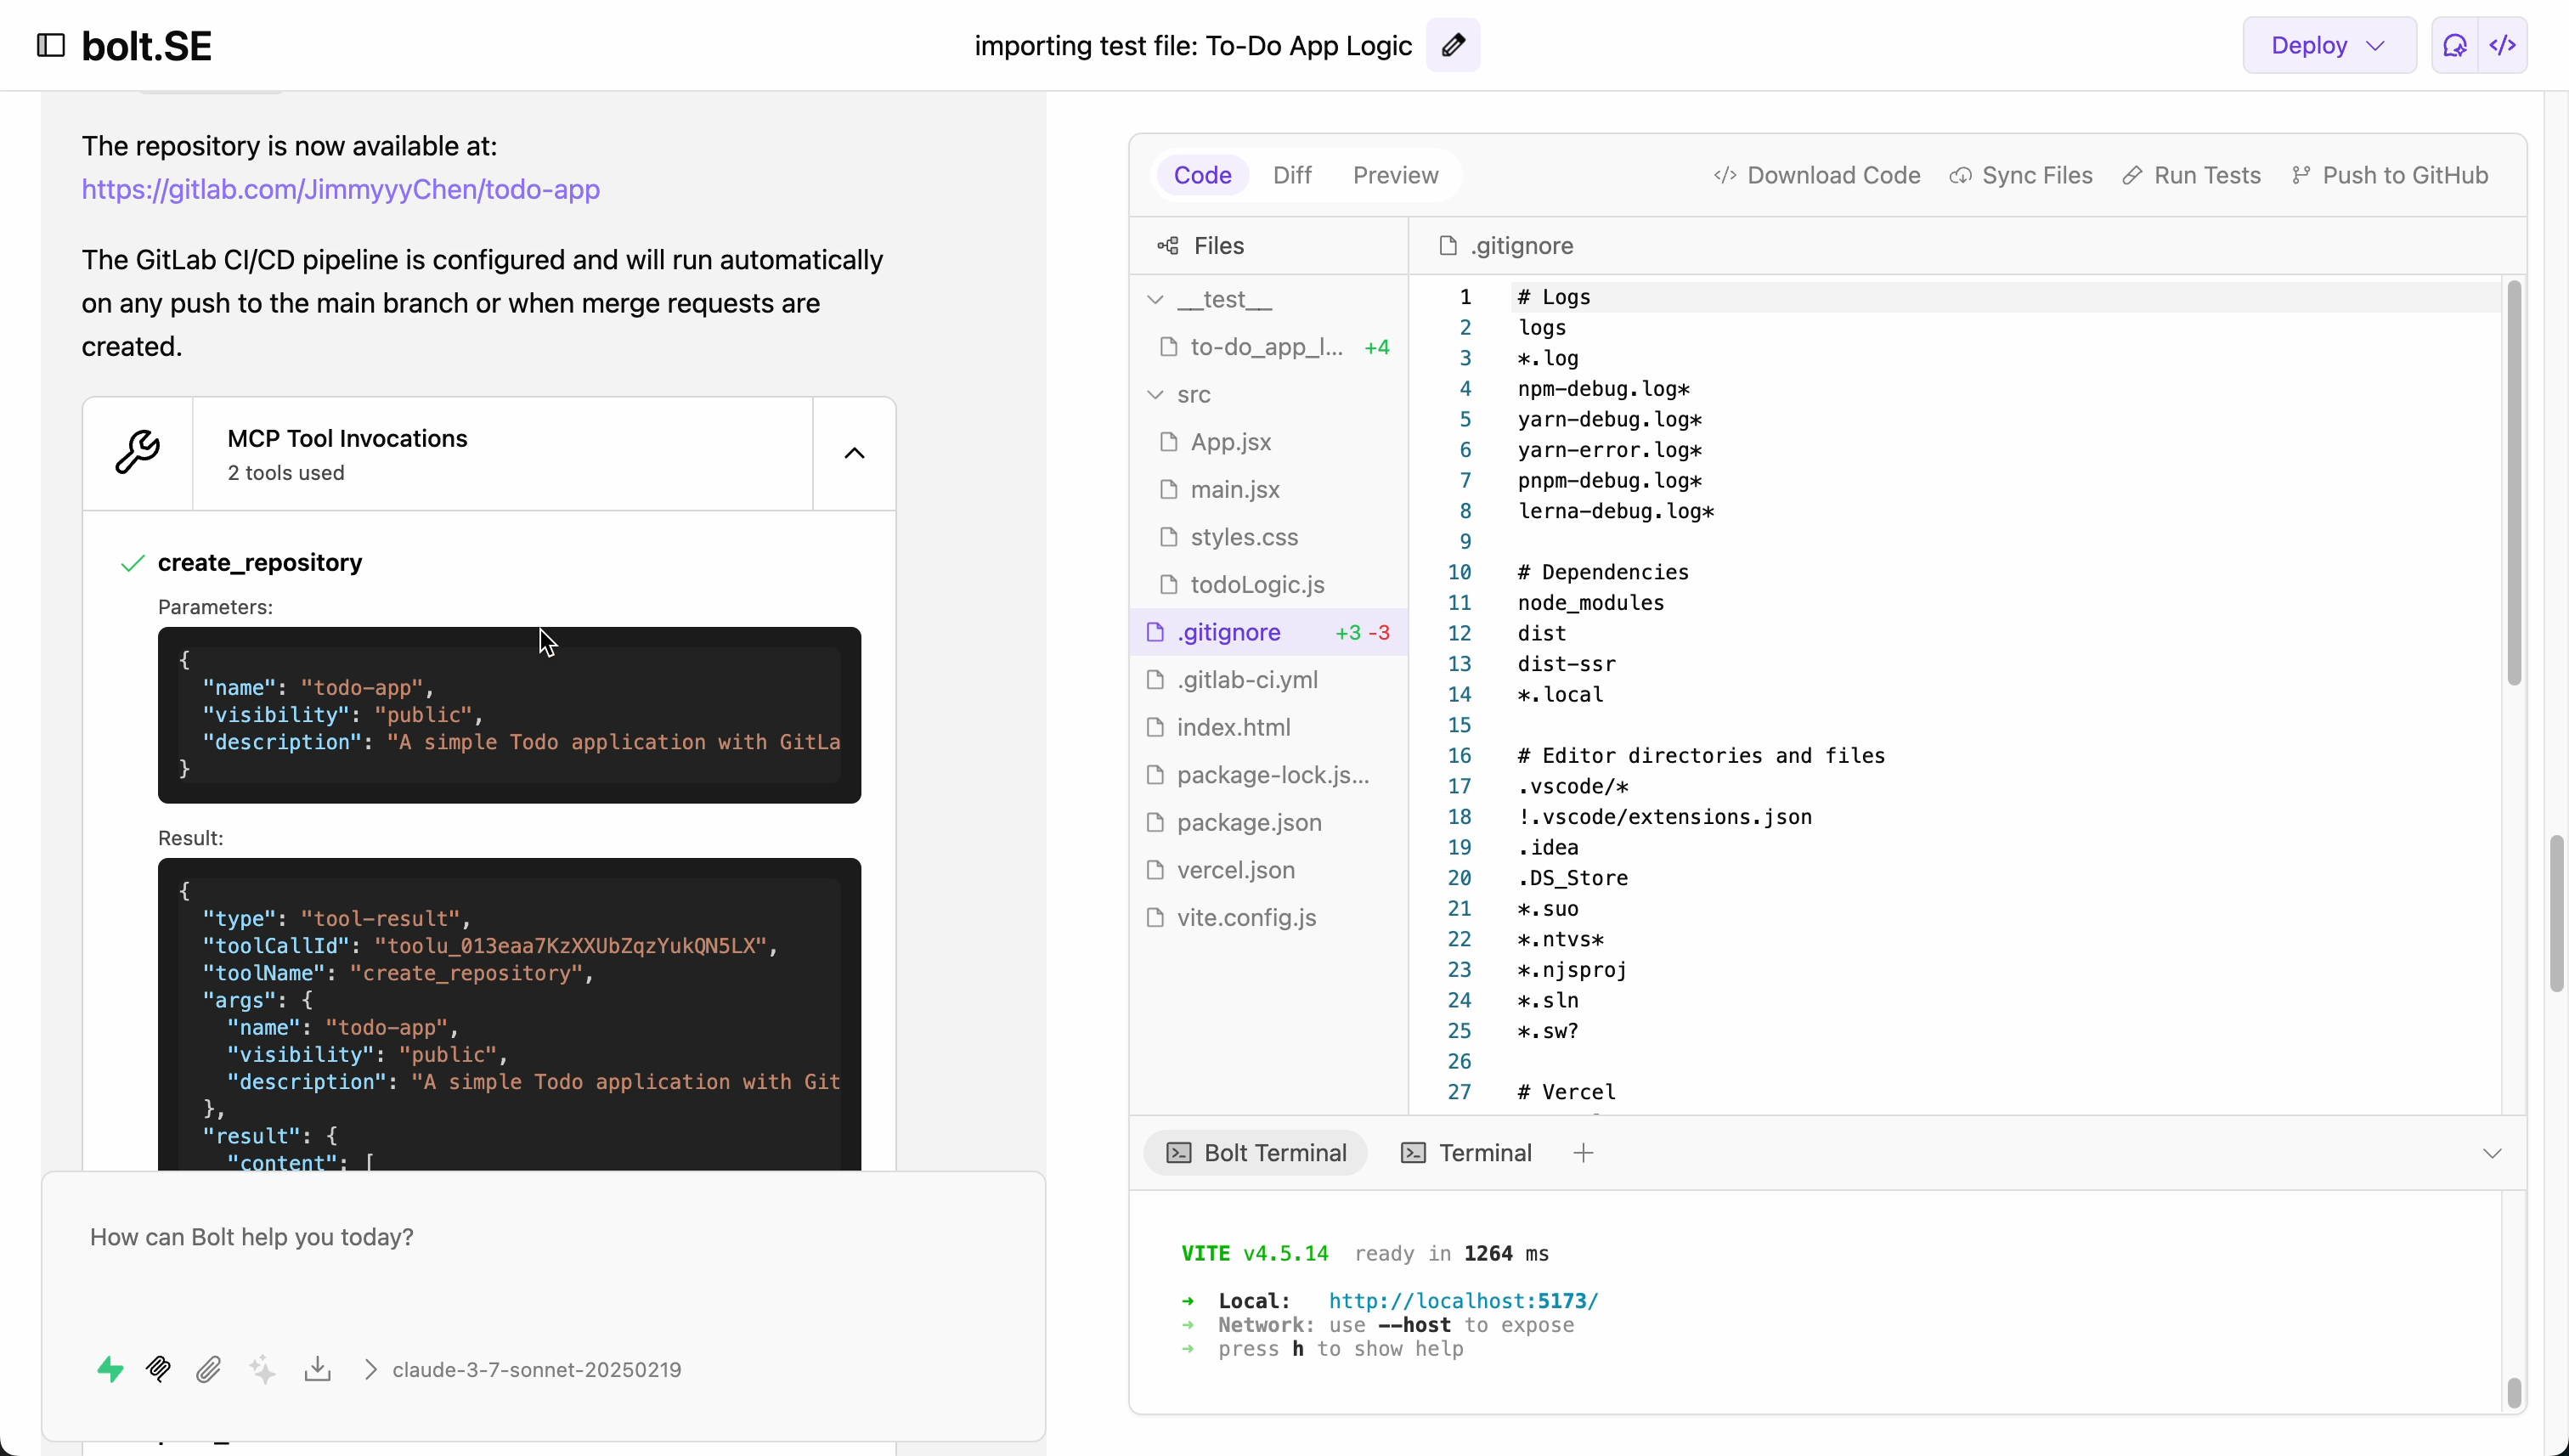 bolt.SE
importing test file: To-Do App Logic
Deploy
The repository is now available at:
https://gitlab.com/JimmyyyChen/todo-app
The GitLab CI/CD pipeline is configured and will run automatically
on any push to the main branch or when merge requests are
created.
MCP Tool Invocations
2 tools used
create_repository
Parameters:
{
"name": "todo-app",
"visibility": "public",
"description": "A simple Todo application with GitLa
}
Result:
{
"type": "tool-result",
"toolCallId": "toolu_013eaa7KzXXUbZqzYukQN5LX",
"toolName": "create_repository",
"args": {
"name": "todo-app",
"visibility": "public",
"description": "A simple Todo application with Git
},
"result": {
"content": [
How can Bolt help you today?
claude-3-7-sonnet-20250219
Code Diff Preview
</> Download Code Sync Files Run Tests Push to GitHub
Files
__test__
to-do_app_l... +4
src
App.jsx
main.jsx
styles.css
todoLogic.js
.gitignore +3 -3
.gitlab-ci.yml
index.html
package-lock.js...
package.json
vercel.json
vite.config.js
.gitignore
1 # Logs
2 logs
3 *.log
4 npm-debug.log*
5 yarn-debug.log*
6 yarn-error.log*
7 pnpm-debug.log*
8 lerna-debug.log*
9
10 # Dependencies
11 node_modules
12 dist
13 dist-ssr
14 *.local
15
16 # Editor directories and files
17 .vscode/*
18 !.vscode/extensions.json
19 .idea
20 .DS_Store
21 *.suo
22 *.ntvs*
23 *.njsproj
24 *.sln
25 *.sw?
26
27 # Vercel
Bolt Terminal Terminal +
VITE v4.5.14 ready in 1264 ms
➜ Local: http://localhost:5173/
➜ Network: use --host to expose
➜ press h to show help